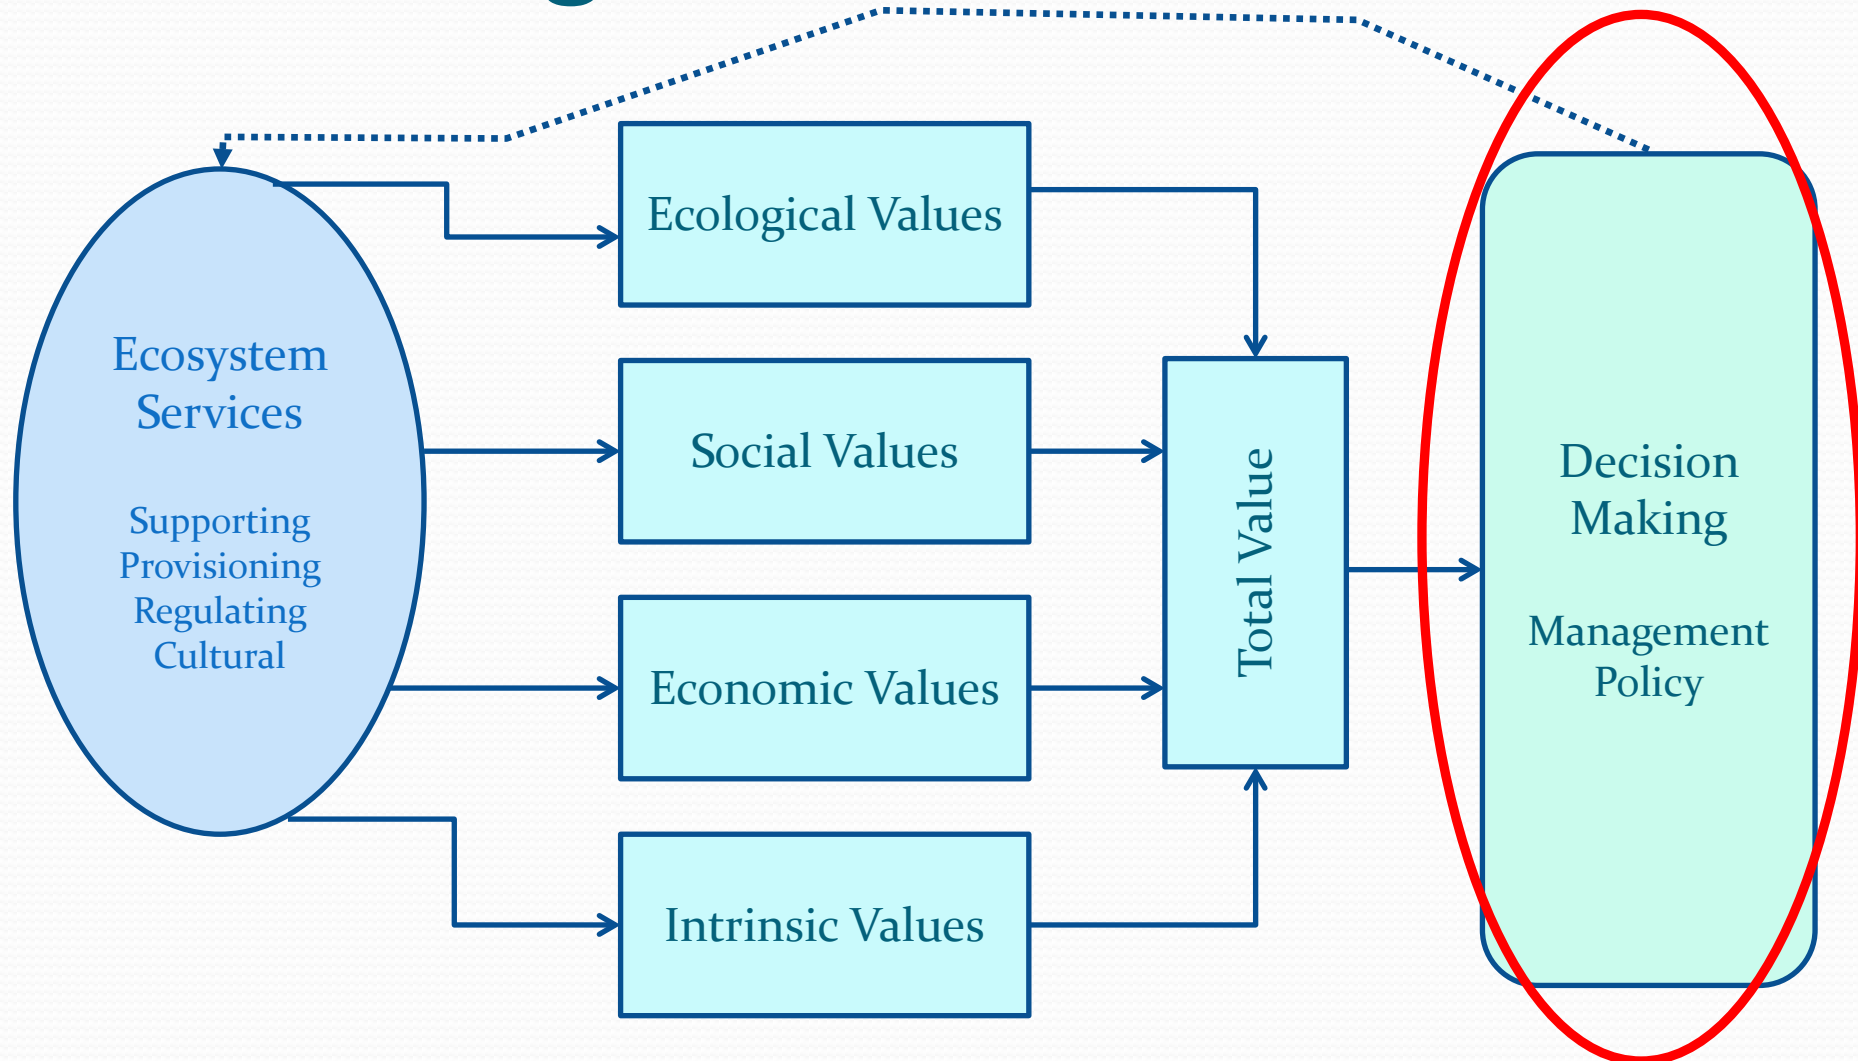 Ecosystem
Services
Supporting
Provisioning
Regulating
Cultural
Ecological Values
Social Values
Economic Values
Intrinsic Values
Total Value
Decision
Making
Management
Policy